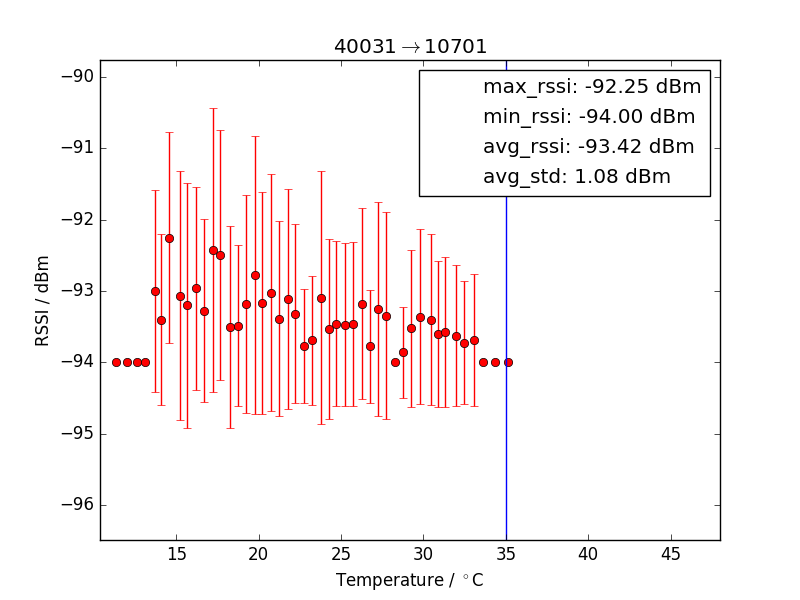 40031→10701
max_rssi: -92.25 dBm
min_rssi: -94.00 dBm
avg_rssi: -93.42 dBm
avg_std: 1.08 dBm
−90
−91
−92
−93
−94
−95
−96
RSSI / dBm
15 20 25 30 35 40 45
Temperature / °C